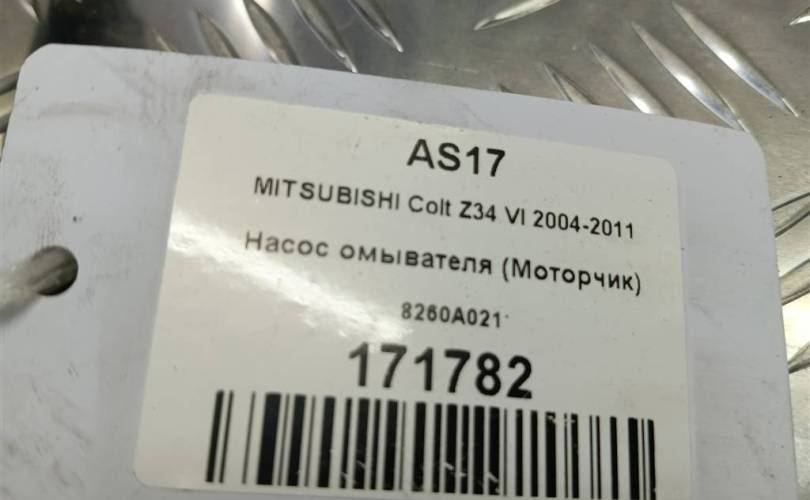 AS17
MITSUBISHI Colt Z34 VI 2004-2011
Насос омывателя (Моторчик)
8260A021
171782